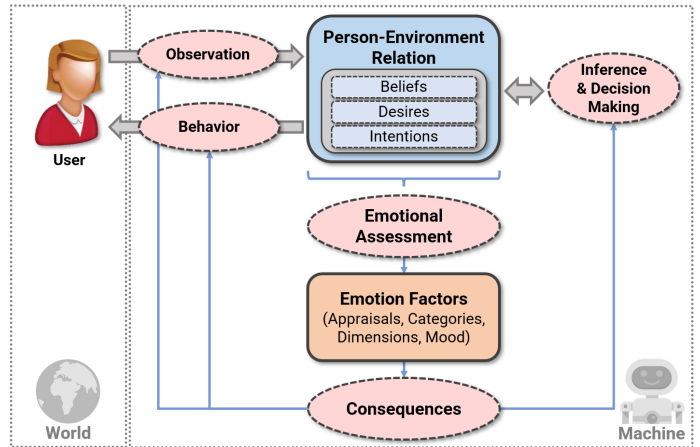 Observation
Person-Environment
Relation
Beliefs
Desires
Intentions
Inference
& Decision
Making
Behavior
User
Emotional
Assessment
Emotion Factors
(Appraisals, Categories,
Dimensions, Mood)
Consequences
World
Machine